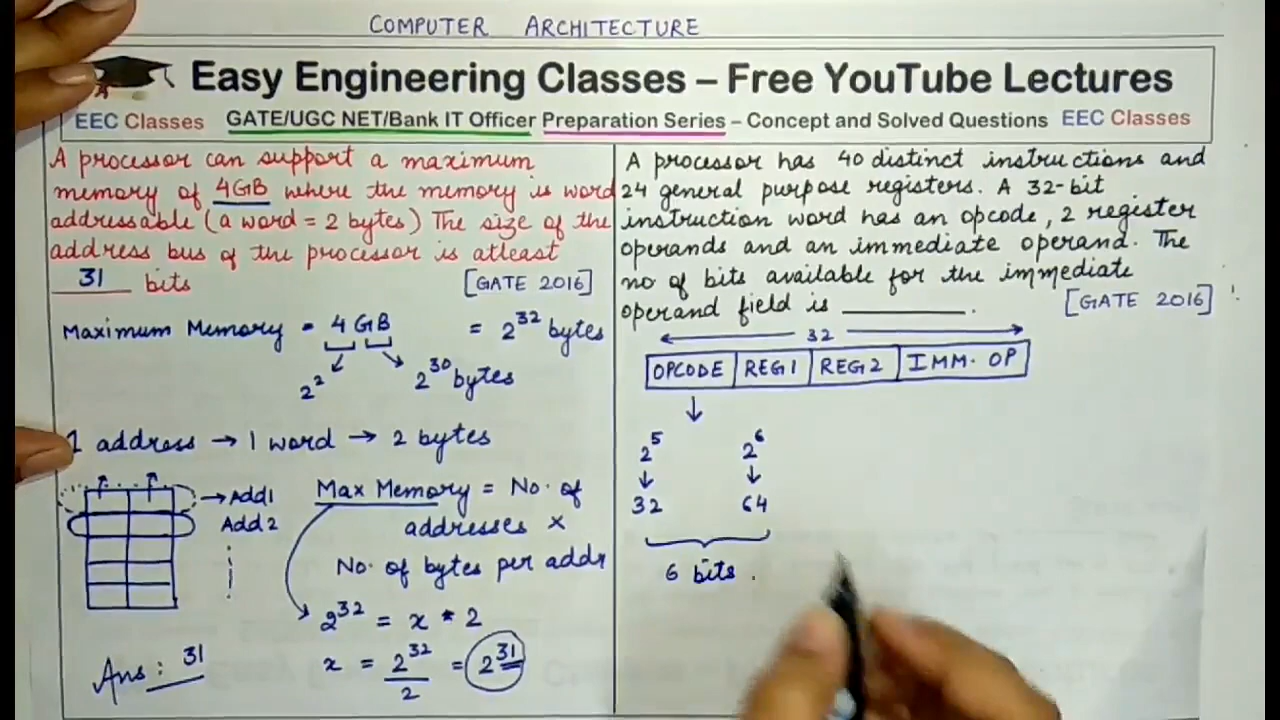 COMPUTER ARCHITECTURE
Easy Engineering Classes – Free YouTube Lectures
EEC Classes GATE/UGC NET/Bank IT Officer Preparation Series – Concept and Solved Questions EEC Classes
A processor can support a maximum
memory of 4GB where the memory is word
addressable (a word = 2 bytes) The size of the
address bus of the processor is atleast
31 bits [GATE 2016]
Maximum Memory = 4 GB = 2^32 bytes
2^2 2^30 bytes
1 address → 1 word → 2 bytes
→ Add1
Add2
Max Memory = No. of
addresses ×
No. of bytes per addr
2^32 = x * 2
x = 2^32/2 = 2^31
Ans: 31
A processor has 40 distinct instructions and
24 general purpose registers. A 32-bit
instruction word has an opcode, 2 register
operands and an immediate operand. The
no of bits available for the immediate
operand field is ________.
[GATE 2016]
32
OPCODE REG1 REG2 IMM. OP
2^5 2^6
32 64
6 bits.